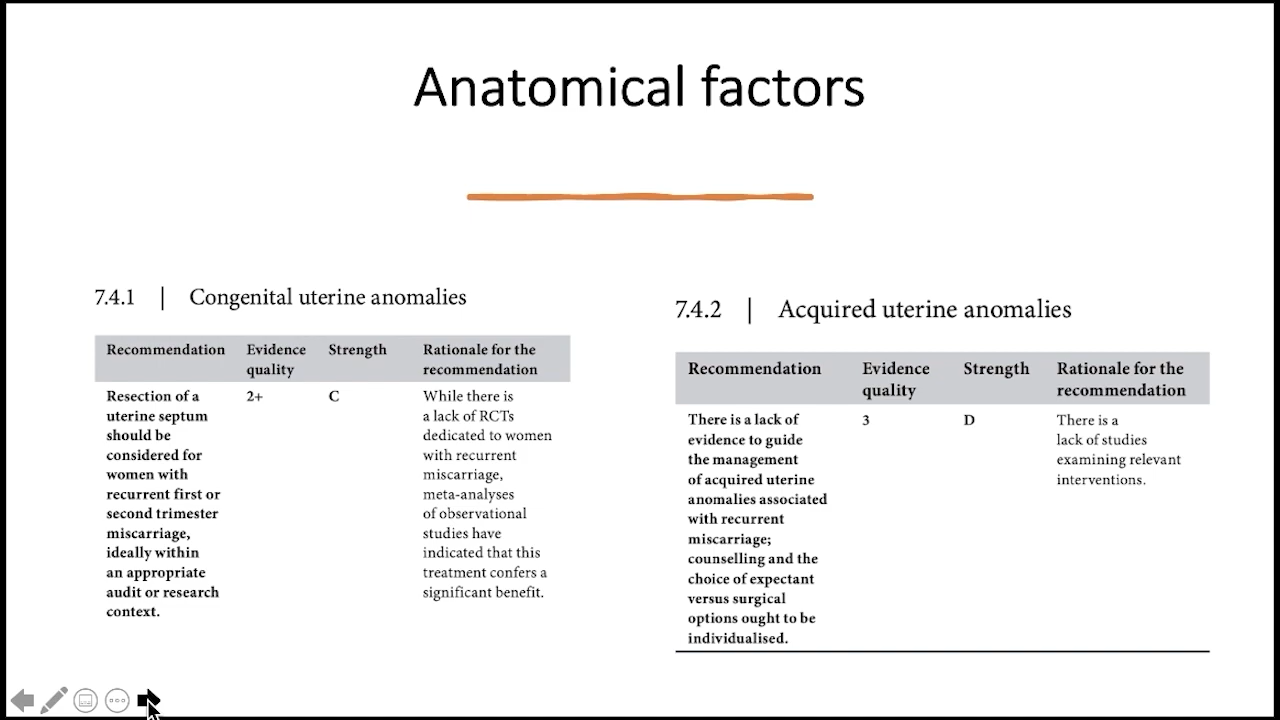 Anatomical factors
7.4.1 | Congenital uterine anomalies
Recommendation Evidence quality Strength Rationale for the recommendation
Resection of a
uterine septum
should be
considered for
women with
recurrent first or
second trimester
miscarriage,
ideally within
an appropriate
audit or research
context.
2+
C
While there is
a lack of RCTs
dedicated to women
with recurrent
miscarriage,
meta-analyses
of observational
studies have
indicated that this
treatment confers a
significant benefit.
7.4.2 | Acquired uterine anomalies
Recommendation Evidence quality Strength Rationale for the recommendation
There is a lack of
evidence to guide
the management
of acquired uterine
anomalies associated
with recurrent
miscarriage;
counselling and the
choice of expectant
versus surgical
options ought to be
individualised.
3
D
There is a
lack of studies
examining relevant
interventions.